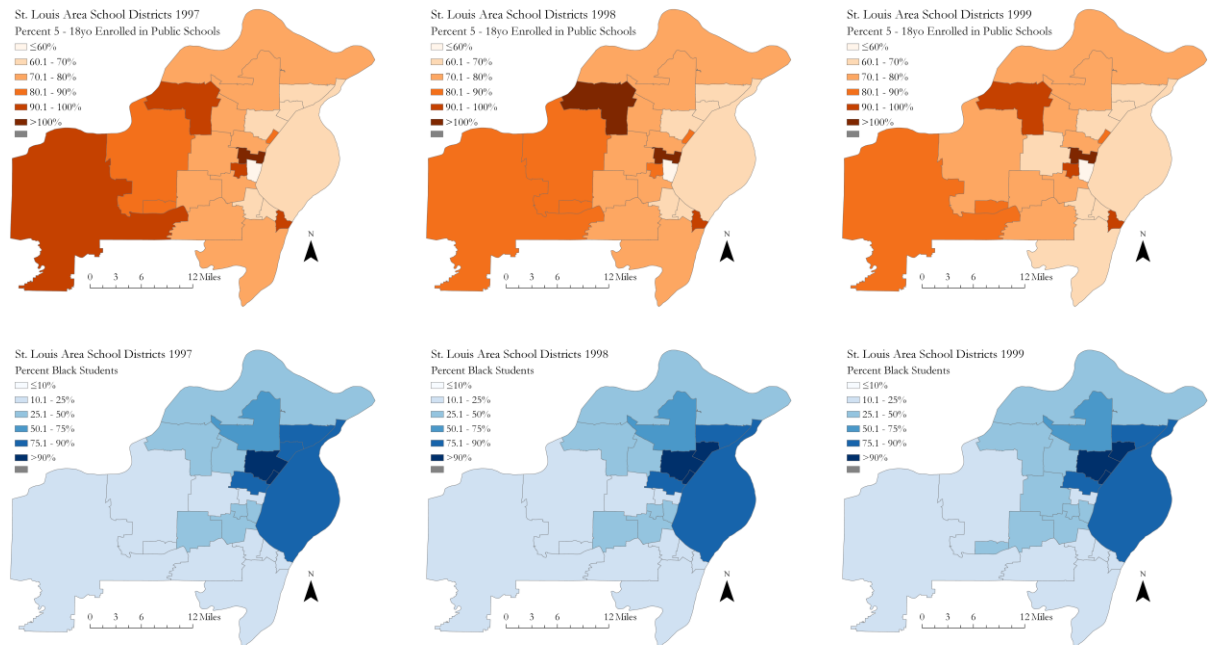 St. Louis Area School Districts 1997
Percent 5 - 18yo Enrolled in Public Schools
≤60%
60.1 - 70%
70.1 - 80%
80.1 - 90%
90.1 - 100%
>100%
N
0 3 6 12 Miles
St. Louis Area School Districts 1998
Percent 5 - 18yo Enrolled in Public Schools
≤60%
60.1 - 70%
70.1 - 80%
80.1 - 90%
90.1 - 100%
>100%
N
0 3 6 12 Miles
St. Louis Area School Districts 1999
Percent 5 - 18yo Enrolled in Public Schools
≤60%
60.1 - 70%
70.1 - 80%
80.1 - 90%
90.1 - 100%
>100%
N
0 3 6 12 Miles
St. Louis Area School Districts 1997
Percent Black Students
≤10%
10.1 - 25%
25.1 - 50%
50.1 - 75%
75.1 - 90%
>90%
N
0 3 6 12 Miles
St. Louis Area School Districts 1998
Percent Black Students
≤10%
10.1 - 25%
25.1 - 50%
50.1 - 75%
75.1 - 90%
>90%
N
0 3 6 12 Miles
St. Louis Area School Districts 1999
Percent Black Students
≤10%
10.1 - 25%
25.1 - 50%
50.1 - 75%
75.1 - 90%
>90%
N
0 3 6 12 Miles